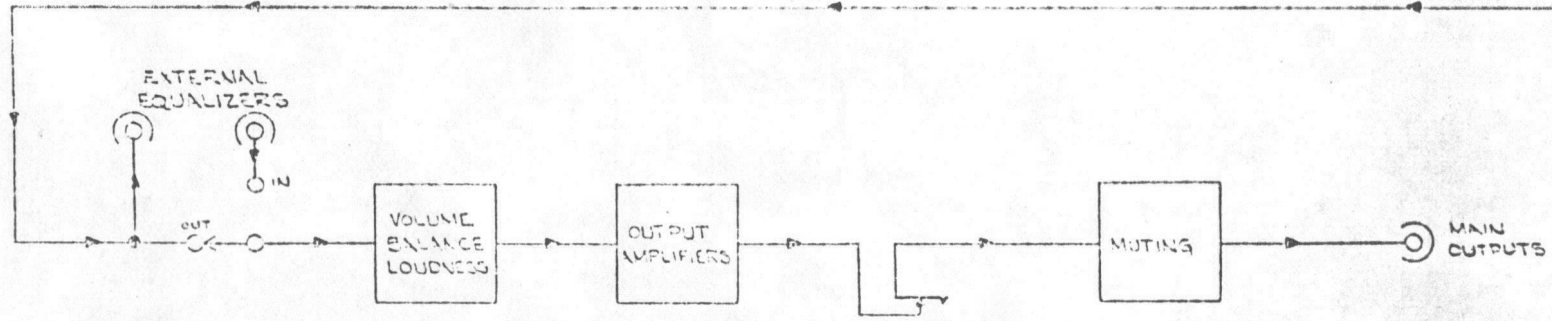 EXTERNAL
EQUALIZERS
IN
OUT
VOLUME
BALANCE
LOUDNESS
OUTPUT
AMPLIFIERS
MUTING
MAIN
OUTPUTS